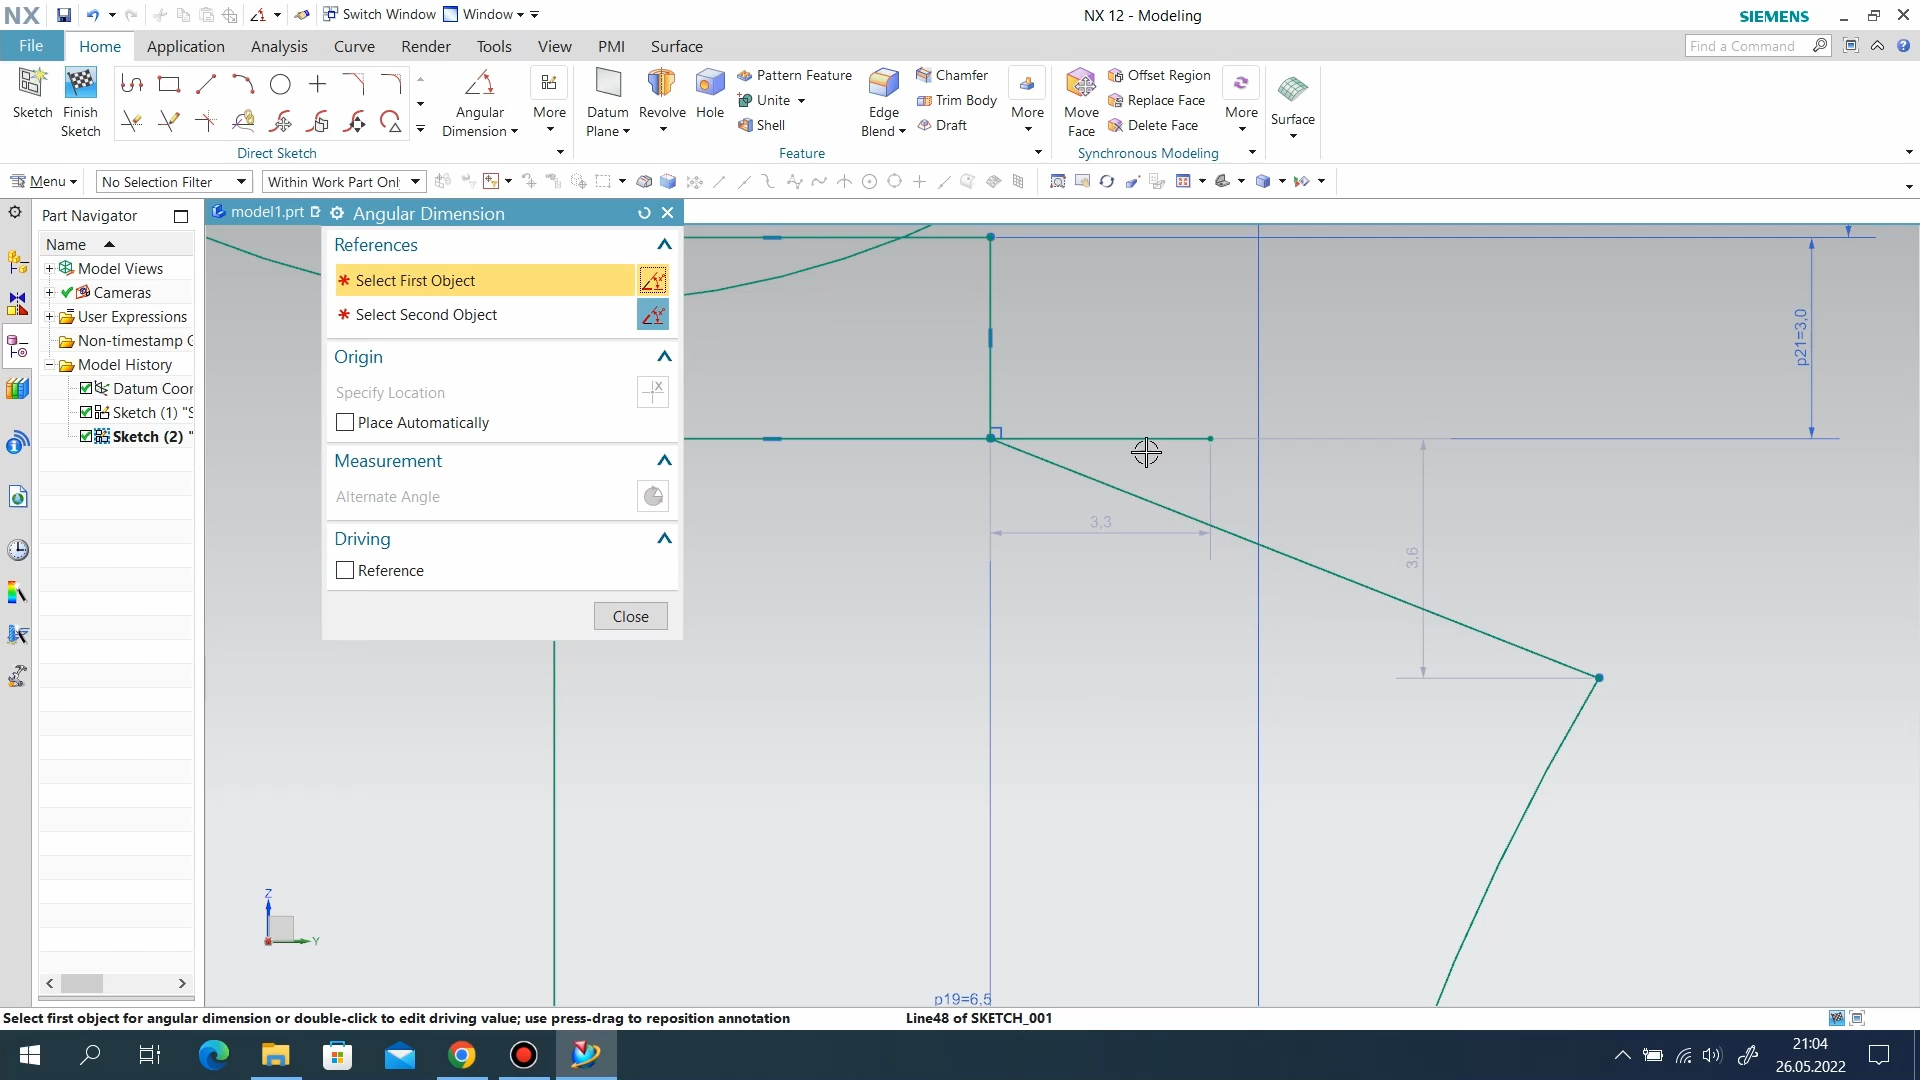 NX
Switch Window
Window
NX 12 - Modeling
SIEMENS
File
Home
Application
Analysis
Curve
Render
Tools
View
PMI
Surface
Find a Command
Sketch
Finish Sketch
Direct Sketch
Angular Dimension
More
Datum Plane
Revolve
Hole
Pattern Feature
Unite
Shell
Edge Blend
Chamfer
Trim Body
Draft
More
Feature
Move Face
Offset Region
Replace Face
Delete Face
More
Synchronous Modeling
Surface
Menu
No Selection Filter
Within Work Part Onl
Part Navigator
Name
Model Views
Cameras
User Expressions
Non-timestamp G
Model History
Datum Coor
Sketch (1) "S
Sketch (2) "
model1.prt
Angular Dimension
References
* Select First Object
* Select Second Object
Origin
Specify Location
Place Automatically
Measurement
Alternate Angle
Driving
Reference
Close
p21=3,0
3,3
3,6
p19=6,5
Z
Y
Select first object for angular dimension or double-click to edit driving value; use press-drag to reposition annotation
Line48 of SKETCH_001
21:04
26.05.2022